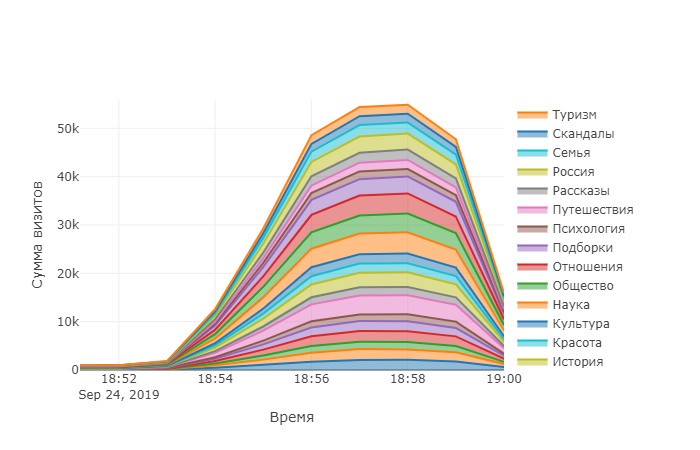 50k
40k
30k
20k
10k
0
Сумма визитов
18:52
18:54
18:56
18:58
19:00
Sep 24, 2019
Время
Туризм
Скандалы
Семья
Россия
Рассказы
Путешествия
Психология
Подборки
Отношения
Общество
Наука
Культура
Красота
История